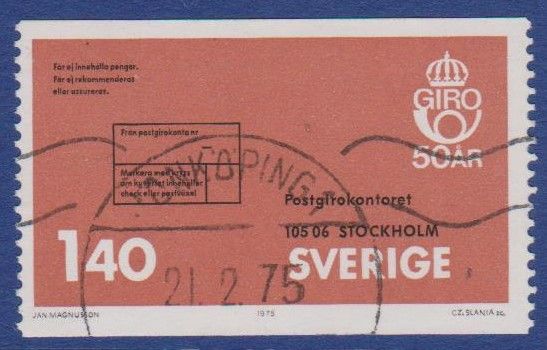 Får ej innehålla pengar.
Får ej rekommenderas
eller assureras.
GIRO
50 ÅR
Från postgirokonto nr
Markera med kryss
om kuvertet innehåller
check eller postväxel
JÖNKÖPING 1
Postgirokontoret
105 06 STOCKHOLM
140 SVERIGE
21.2.75
JAN MAGNUSSON 1975 CZ. SLANIA sc.